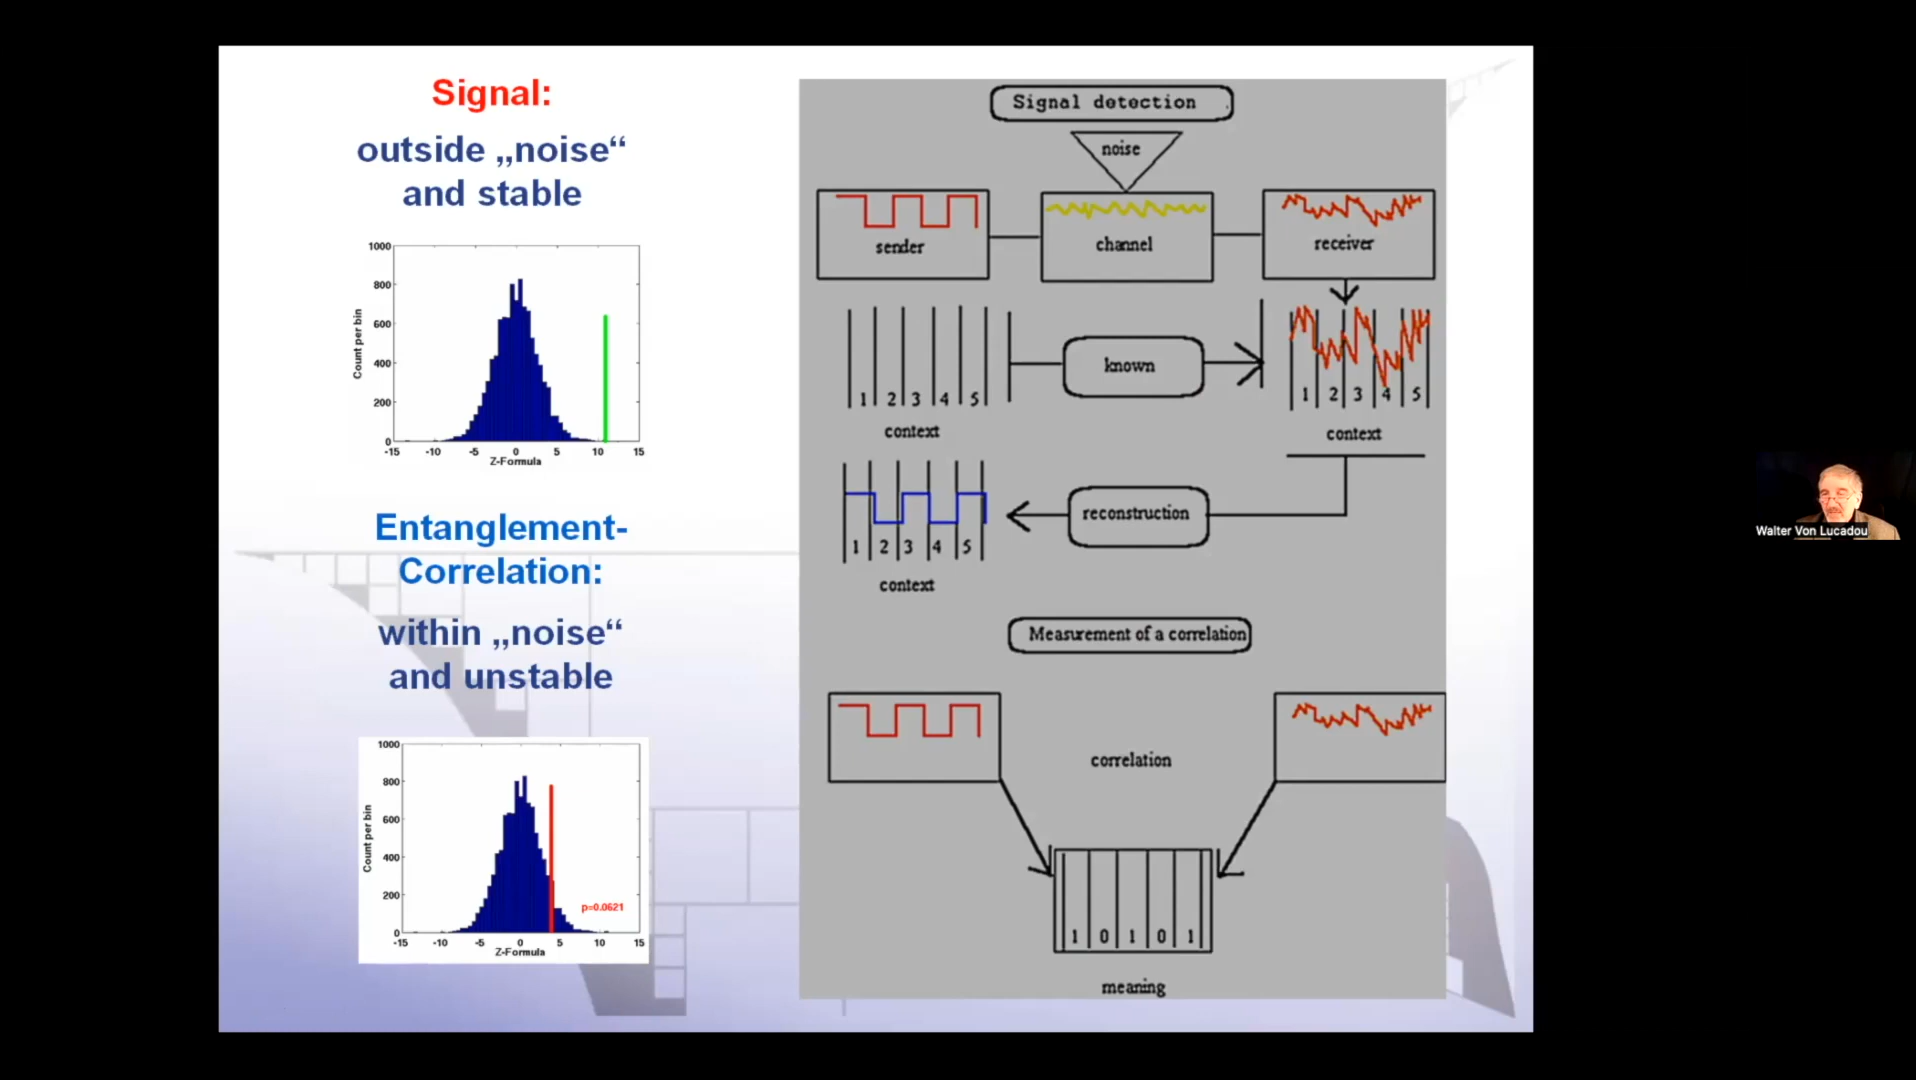 Signal:
outside „noise“
and stable
1000
800
600
400
200
0
Count per bin
-15 -10 -5 0 5 10 15
Z-Formula
Entanglement-
Correlation:
within „noise“
and unstable
1000
800
600
400
200
0
Count per bin
p=0.0621
-15 -10 -5 0 5 10 15
Z-Formula
Signal detection
noise
sender
channel
receiver
1 2 3 4 5
context
known
1 2 3 4 5
context
1 2 3 4 5
context
reconstruction
Measurement of a correlation
correlation
1 0 1 0 1
meaning
Walter Von Lucadou